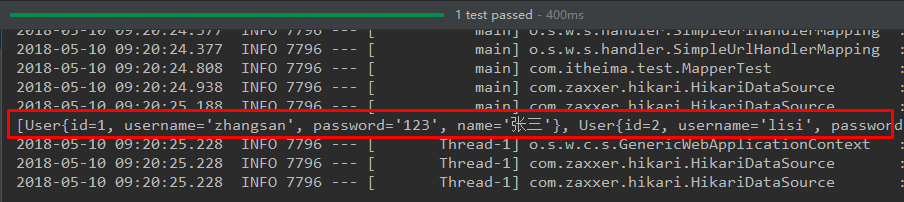 1 test passed - 400ms
2018-05-10 09:20:24.377 INFO 7796 --- [ main] o.s.w.s.handler.SimpleUrlHandlerMapping :
2018-05-10 09:20:24.377 INFO 7796 --- [ main] o.s.w.s.handler.SimpleUrlHandlerMapping :
2018-05-10 09:20:24.808 INFO 7796 --- [ main] com.itheima.test.MapperTest :
2018-05-10 09:20:24.938 INFO 7796 --- [ main] com.zaxxer.hikari.HikariDataSource :
2018-05-10 09:20:25.188 INFO 7796 --- [ main] com.zaxxer.hikari.HikariDataSource :
[User{id=1, username='zhangsan', password='123', name='张三'}, User{id=2, username='lisi', password
2018-05-10 09:20:25.228 INFO 7796 --- [ Thread-1] o.s.w.c.s.GenericWebApplicationContext :
2018-05-10 09:20:25.228 INFO 7796 --- [ Thread-1] com.zaxxer.hikari.HikariDataSource :
2018-05-10 09:20:25.228 INFO 7796 --- [ Thread-1] com.zaxxer.hikari.HikariDataSource :